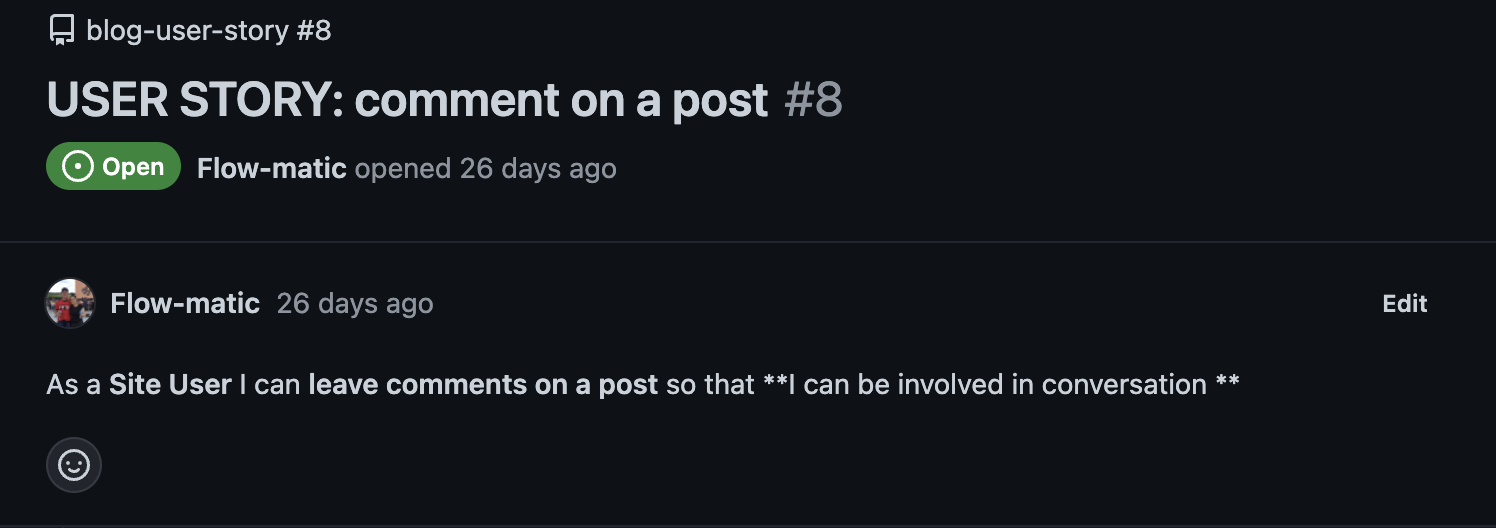 blog-user-story #8
USER STORY: comment on a post #8
Open Flow-matic opened 26 days ago
Flow-matic 26 days ago Edit
As a Site User I can leave comments on a post so that **I can be involved in conversation **